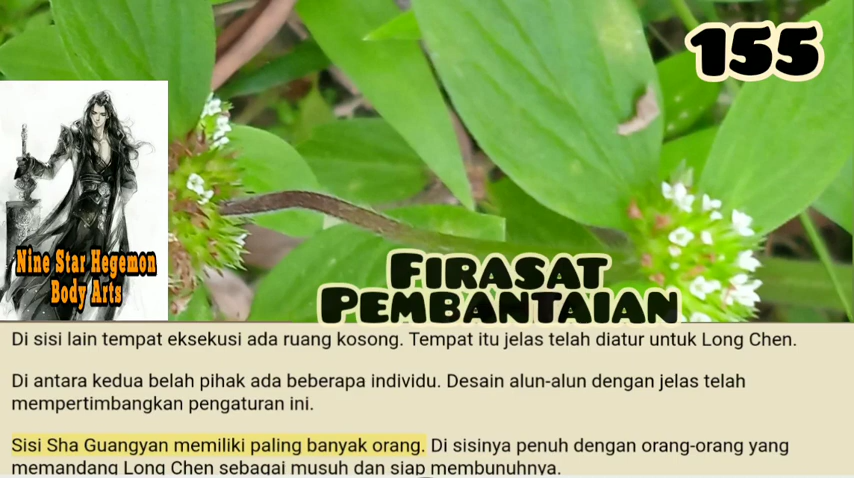 155
Nine Star Hegemon
Body Arts
FIRASAT
PEMBANTAIAN
Di sisi lain tempat eksekusi ada ruang kosong. Tempat itu jelas telah diatur untuk Long Chen.
Di antara kedua belah pihak ada beberapa individu. Desain alun-alun dengan jelas telah
mempertimbangkan pengaturan ini.
Sisi Sha Guangyan memiliki paling banyak orang. Di sisinya penuh dengan orang-orang yang
memandang Long Chen sebagai musuh dan siap membunuhnya.